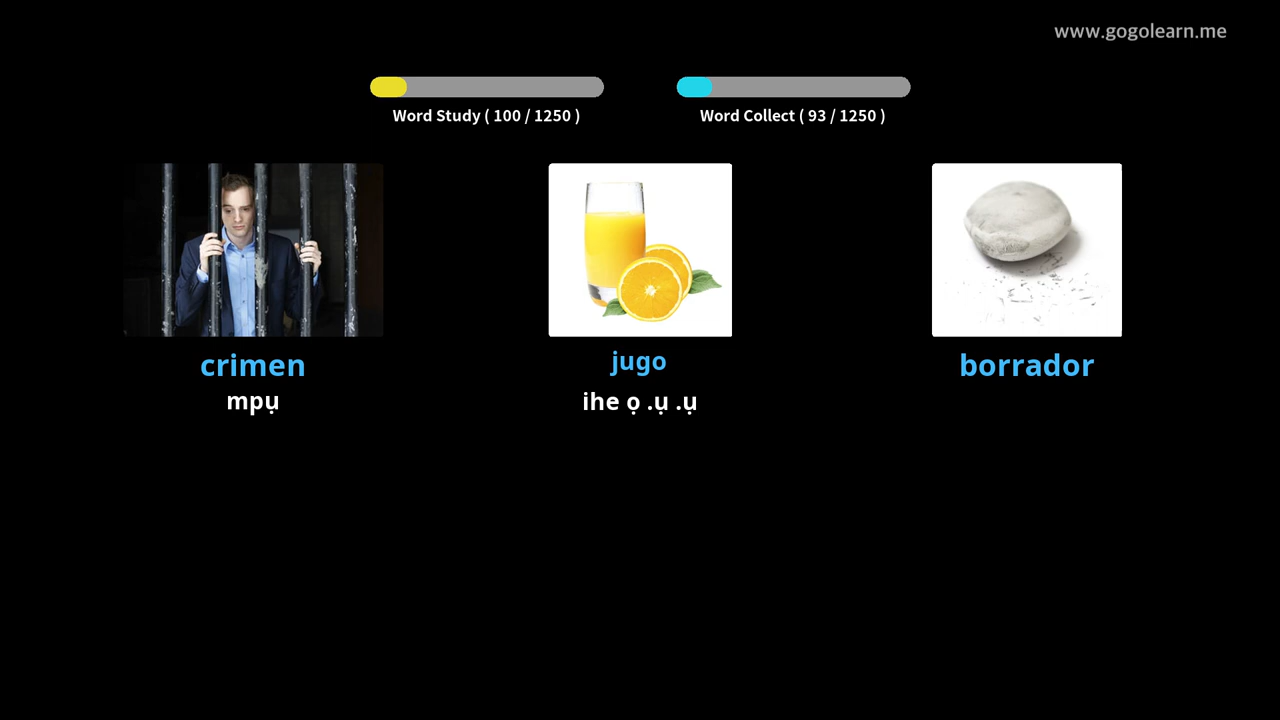 www.gogolearn.me
Word Study ( 100 / 1250 )
Word Collect ( 93 / 1250 )
crimen
mpụ
jugo
ihe ọ .ụ .ụ
borrador